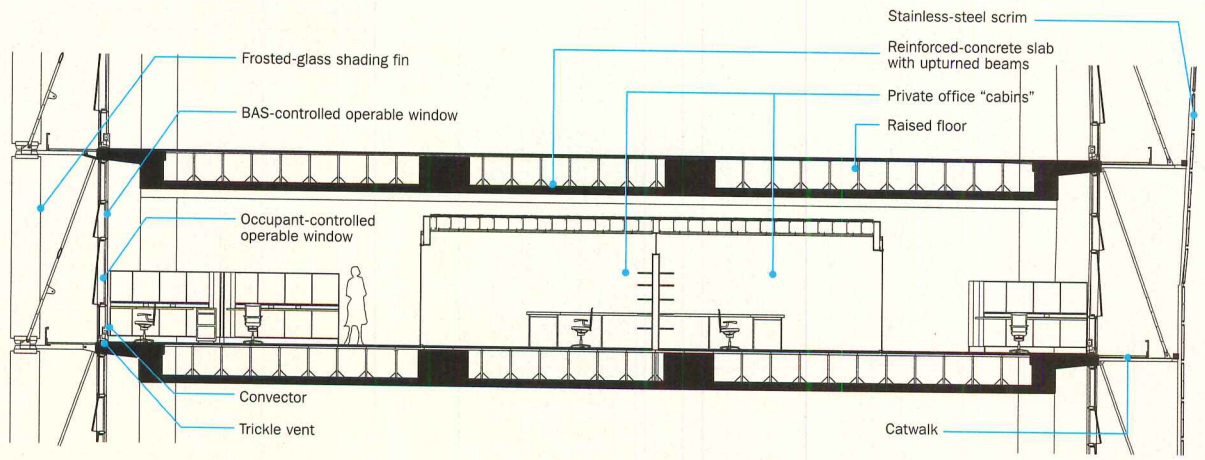 Stainless-steel scrim
Frosted-glass shading fin
Reinforced-concrete slab
with upturned beams
Private office “cabins”
BAS-controlled operable window
Raised floor
Occupant-controlled
operable window
Convector
Trickle vent
Catwalk